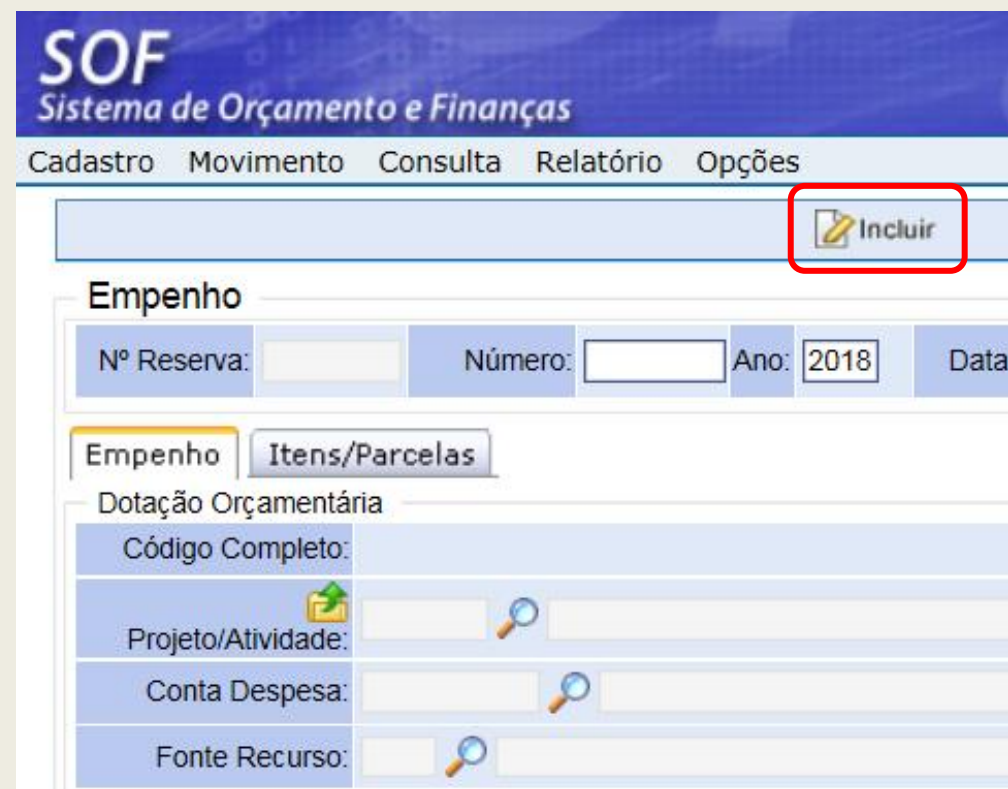 SOF
Sistema de Orçamento e Finanças
Cadastro Movimento Consulta Relatório Opções
Incluir
Empenho
Nº Reserva: Número: Ano: 2018 Data
Empenho Itens/Parcelas
Dotação Orçamentária
Código Completo:
Projeto/Atividade:
Conta Despesa:
Fonte Recurso: